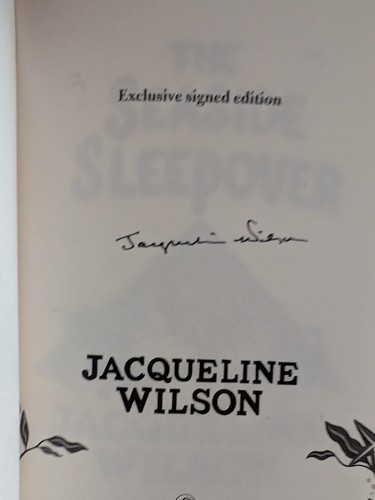 Exclusive signed edition
THE
SEASIDE
SLEEPOVER
Jacqueline Wilson
JACQUELINE
WILSON